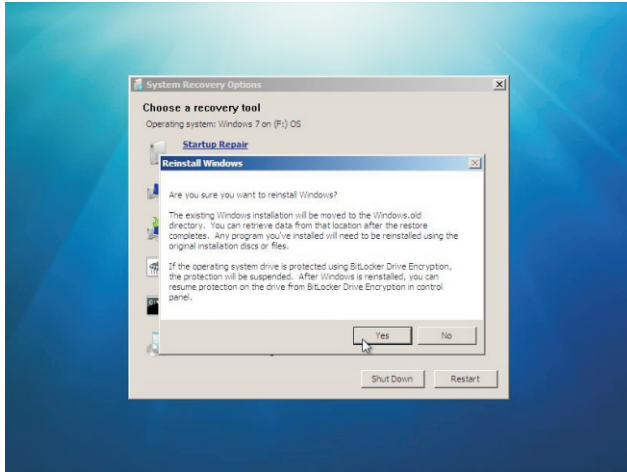 System Recovery Options
Choose a recovery tool
Operating system: Windows 7 on (F:) OS
Startup Repair
Reinstall Windows
Are you sure you want to reinstall Windows?
The existing Windows installation will be moved to the Windows.old
directory. You can retrieve data from that location after the restore
completes. Any program you've installed will need to be reinstalled using the
original installation discs or files.
If the operating system drive is protected using BitLocker Drive Encryption,
the protection will be suspended. After Windows is reinstalled, you can
resume protection on the drive from BitLocker Drive Encryption in control
panel.
Yes No
Shut Down Restart